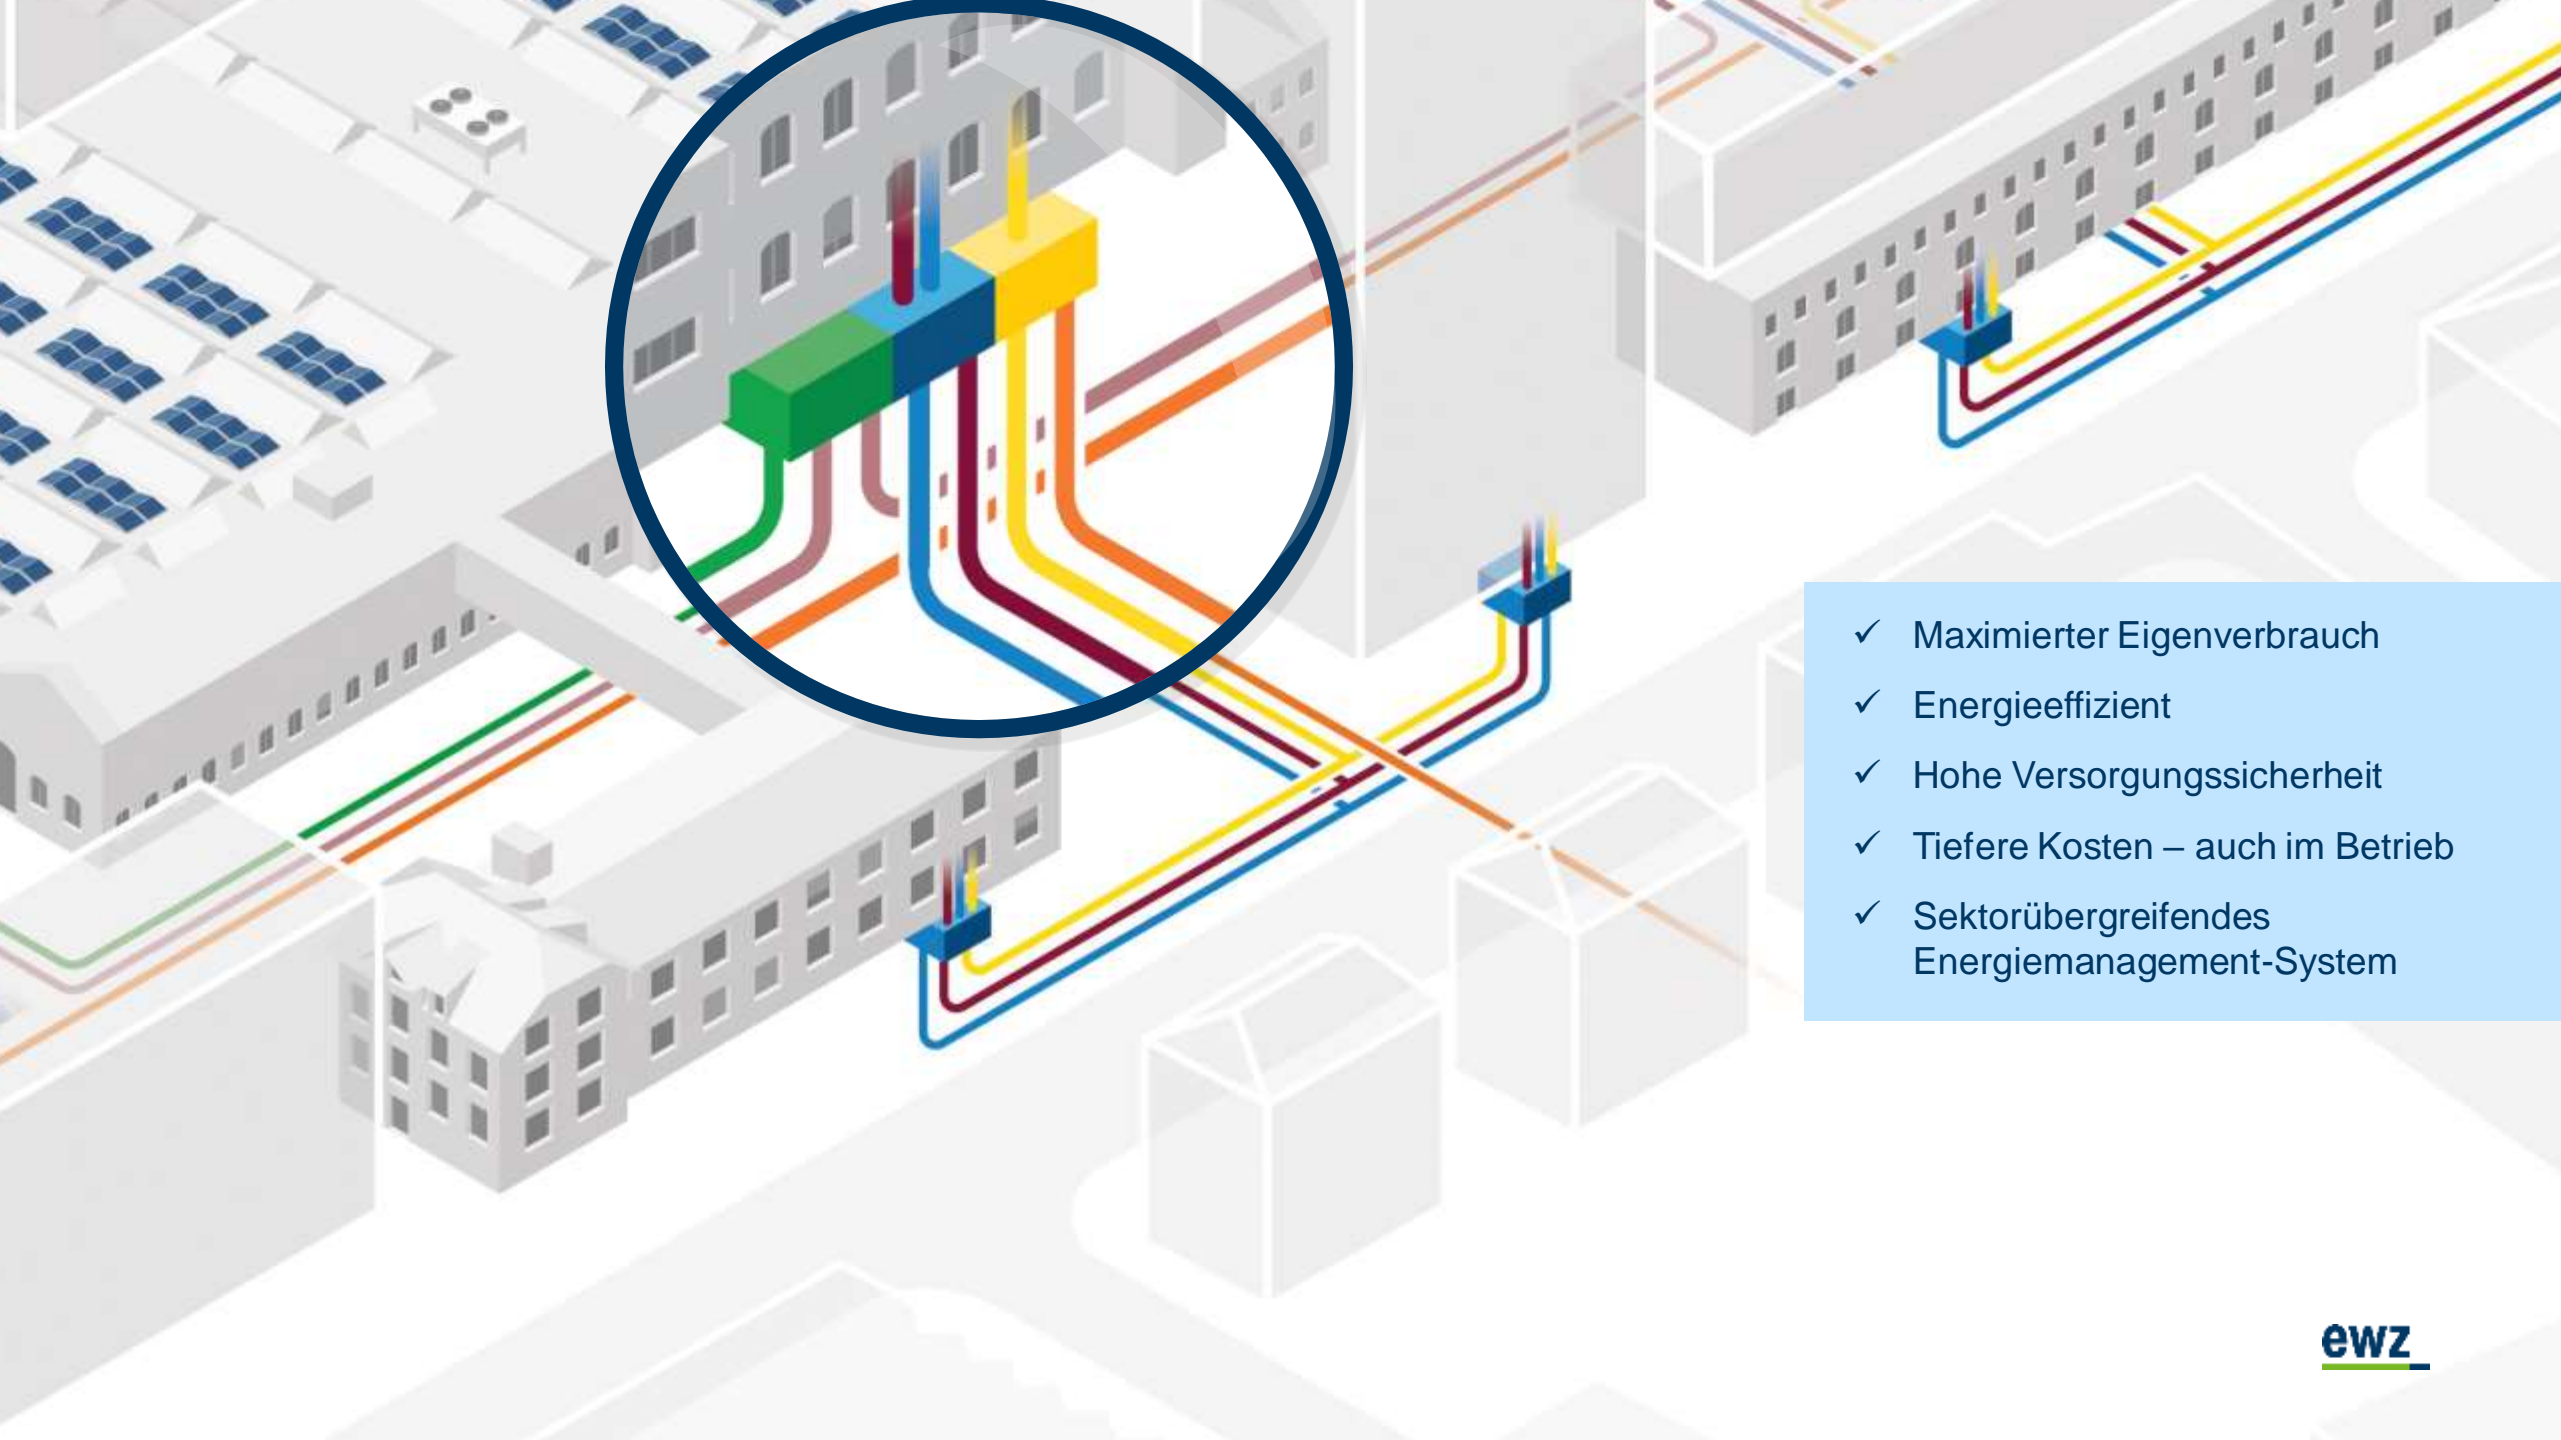 ✓ Maximierter Eigenverbrauch
✓ Energieeffizient
✓ Hohe Versorgungssicherheit
✓ Tiefere Kosten – auch im Betrieb
✓ Sektorübergreifendes
Energiemanagement-System
ewz